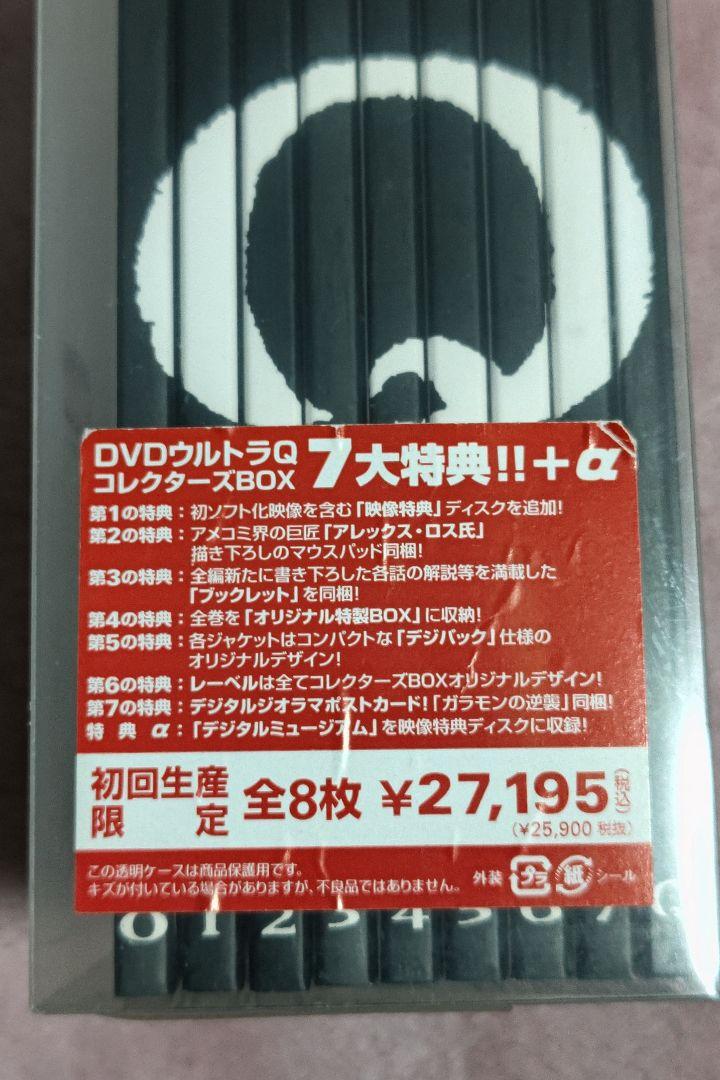 Q
DVDウルトラQ
コレクターズBOX 7大特典!!+α
第1の特典:初ソフト化映像を含む「映像特典」ディスクを追加!
第2の特典:アメコミ界の巨匠「アレックス・ロス氏」
描き下ろしのマウスパッド同梱!
第3の特典:全編新たに書き下ろした各話の解説等を満載した
「ブックレット」を同梱!
第4の特典:全巻を「オリジナル特製BOX」に収納!
第5の特典:各ジャケットはコンパクトな「デジパック」仕様の
オリジナルデザイン!
第6の特典:レーベルは全てコレクターズBOXオリジナルデザイン!
第7の特典:デジタルジオラマポストカード!「ガラモンの逆襲」同梱!
特典α:「デジタルミュージアム」を映像特典ディスクに収録!
初回生産
限定 全8枚 ¥27,195(税込)
(¥25,900 税抜)
この透明ケースは商品保護用です。
キズが付いている場合がありますが、不良品ではありません。
外装 プラ 紙 シール
0 1 2 3 4 5 6 7